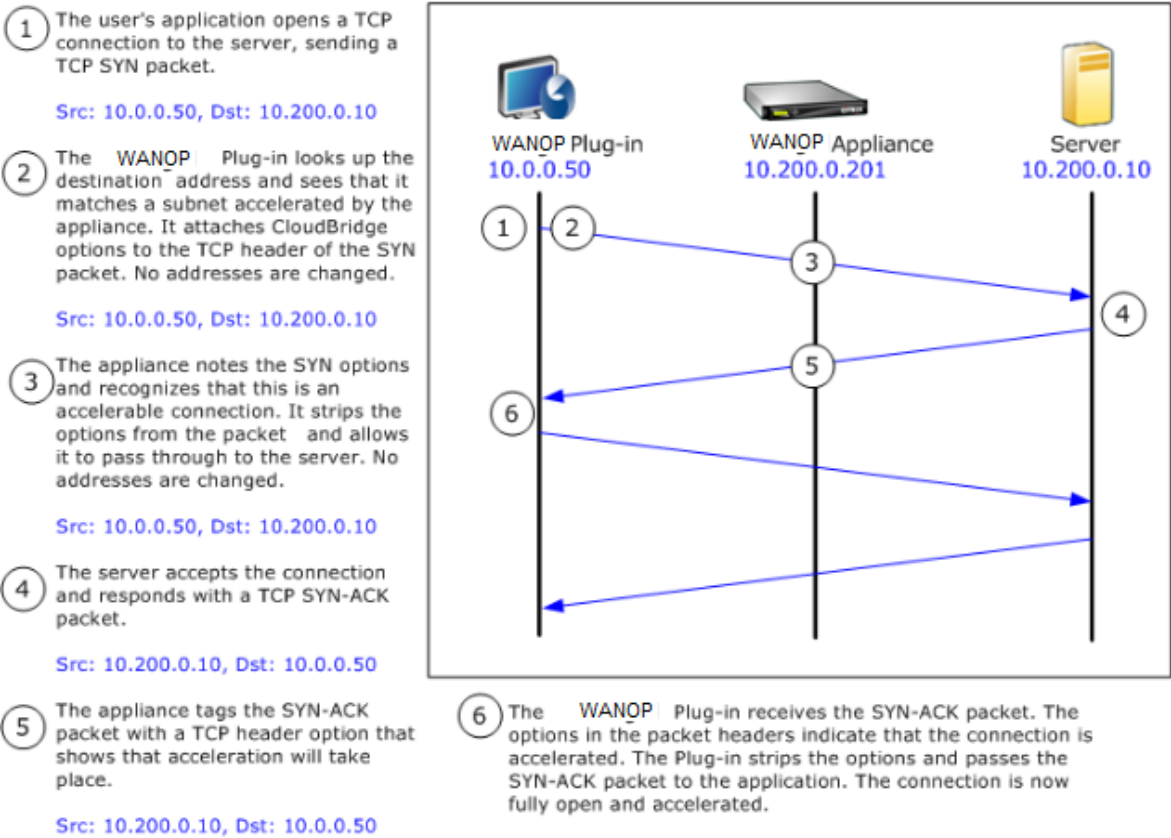 1
The user's application opens a TCP
connection to the server, sending a
TCP SYN packet.
Src: 10.0.0.50, Dst: 10.200.0.10
2
The WANOP Plug-in looks up the
destination address and sees that it
matches a subnet accelerated by the
appliance. It attaches CloudBridge
options to the TCP header of the SYN
packet. No addresses are changed.
Src: 10.0.0.50, Dst: 10.200.0.10
3
The appliance notes the SYN options
and recognizes that this is an
accelerable connection. It strips the
options from the packet and allows
it to pass through to the server. No
addresses are changed.
Src: 10.0.0.50, Dst: 10.200.0.10
4
The server accepts the connection
and responds with a TCP SYN-ACK
packet.
Src: 10.200.0.10, Dst: 10.0.0.50
5
The appliance tags the SYN-ACK
packet with a TCP header option that
shows that acceleration will take
place.
Src: 10.200.0.10, Dst: 10.0.0.50
WANOP Plug-in
10.0.0.50
WANOP Appliance
10.200.0.201
Server
10.200.0.10
1
2
3
4
5
6
6
The WANOP Plug-in receives the SYN-ACK packet. The
options in the packet headers indicate that the connection is
accelerated. The Plug-in strips the options and passes the
SYN-ACK packet to the application. The connection is now
fully open and accelerated.